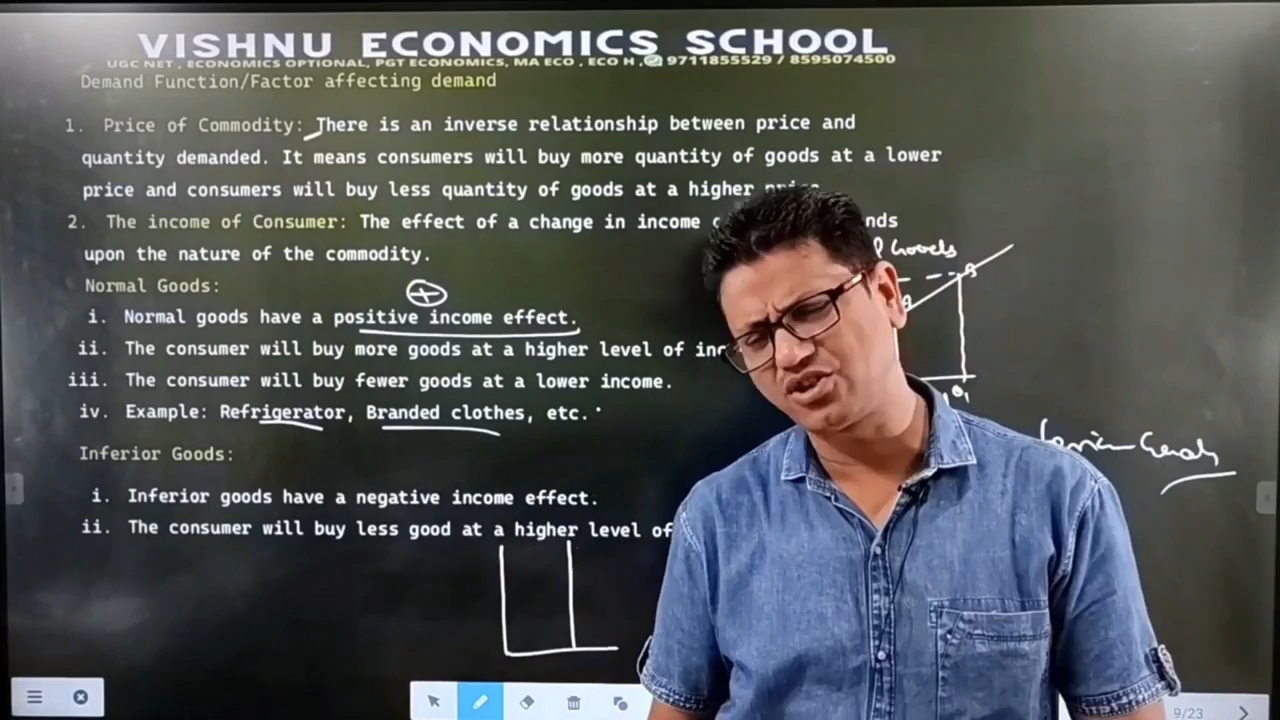 VISHNU ECONOMICS SCHOOL
UGC NET , ECONOMICS OPTIONAL, PGT ECONOMICS, MA ECO , ECO H , 9711855529 / 8595074500
Demand Function/Factor affecting demand
1. Price of Commodity: There is an inverse relationship between price and
quantity demanded. It means consumers will buy more quantity of goods at a lower
price and consumers will buy less quantity of goods at a higher
2. The income of Consumer: The effect of a change in income
upon the nature of the commodity.
Goods
Normal Goods:
+
i. Normal goods have a positive income effect.
ii. The consumer will buy more goods at a higher level of
iii. The consumer will buy fewer goods at a lower income.
iv. Example: Refrigerator, Branded clothes, etc.
Inferior Goods:
i. Inferior goods have a negative income effect.
ii. The consumer will buy less good at a higher level of
9/23